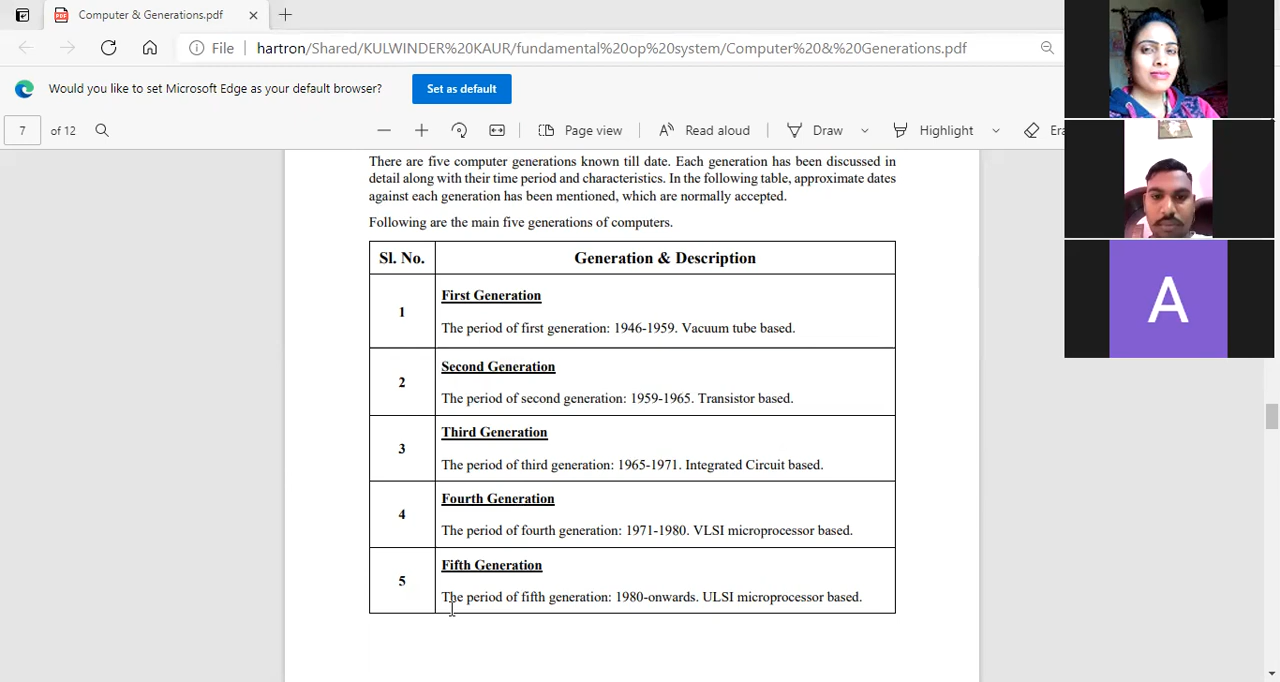 Computer & Generations.pdf
File hartron/Shared/KULWINDER%20KAUR/fundamental%20op%20system/Computer%20&%20Generations.pdf
Would you like to set Microsoft Edge as your default browser? Set as default
7 of 12 Page view Read aloud Draw Highlight Era
There are five computer generations known till date. Each generation has been discussed in
detail along with their time period and characteristics. In the following table, approximate dates
against each generation has been mentioned, which are normally accepted.
Following are the main five generations of computers.
Sl. No. Generation & Description
First Generation
1
The period of first generation: 1946-1959. Vacuum tube based.
Second Generation
2
The period of second generation: 1959-1965. Transistor based.
Third Generation
3
The period of third generation: 1965-1971. Integrated Circuit based.
Fourth Generation
4
The period of fourth generation: 1971-1980. VLSI microprocessor based.
Fifth Generation
5
The period of fifth generation: 1980-onwards. ULSI microprocessor based.
A